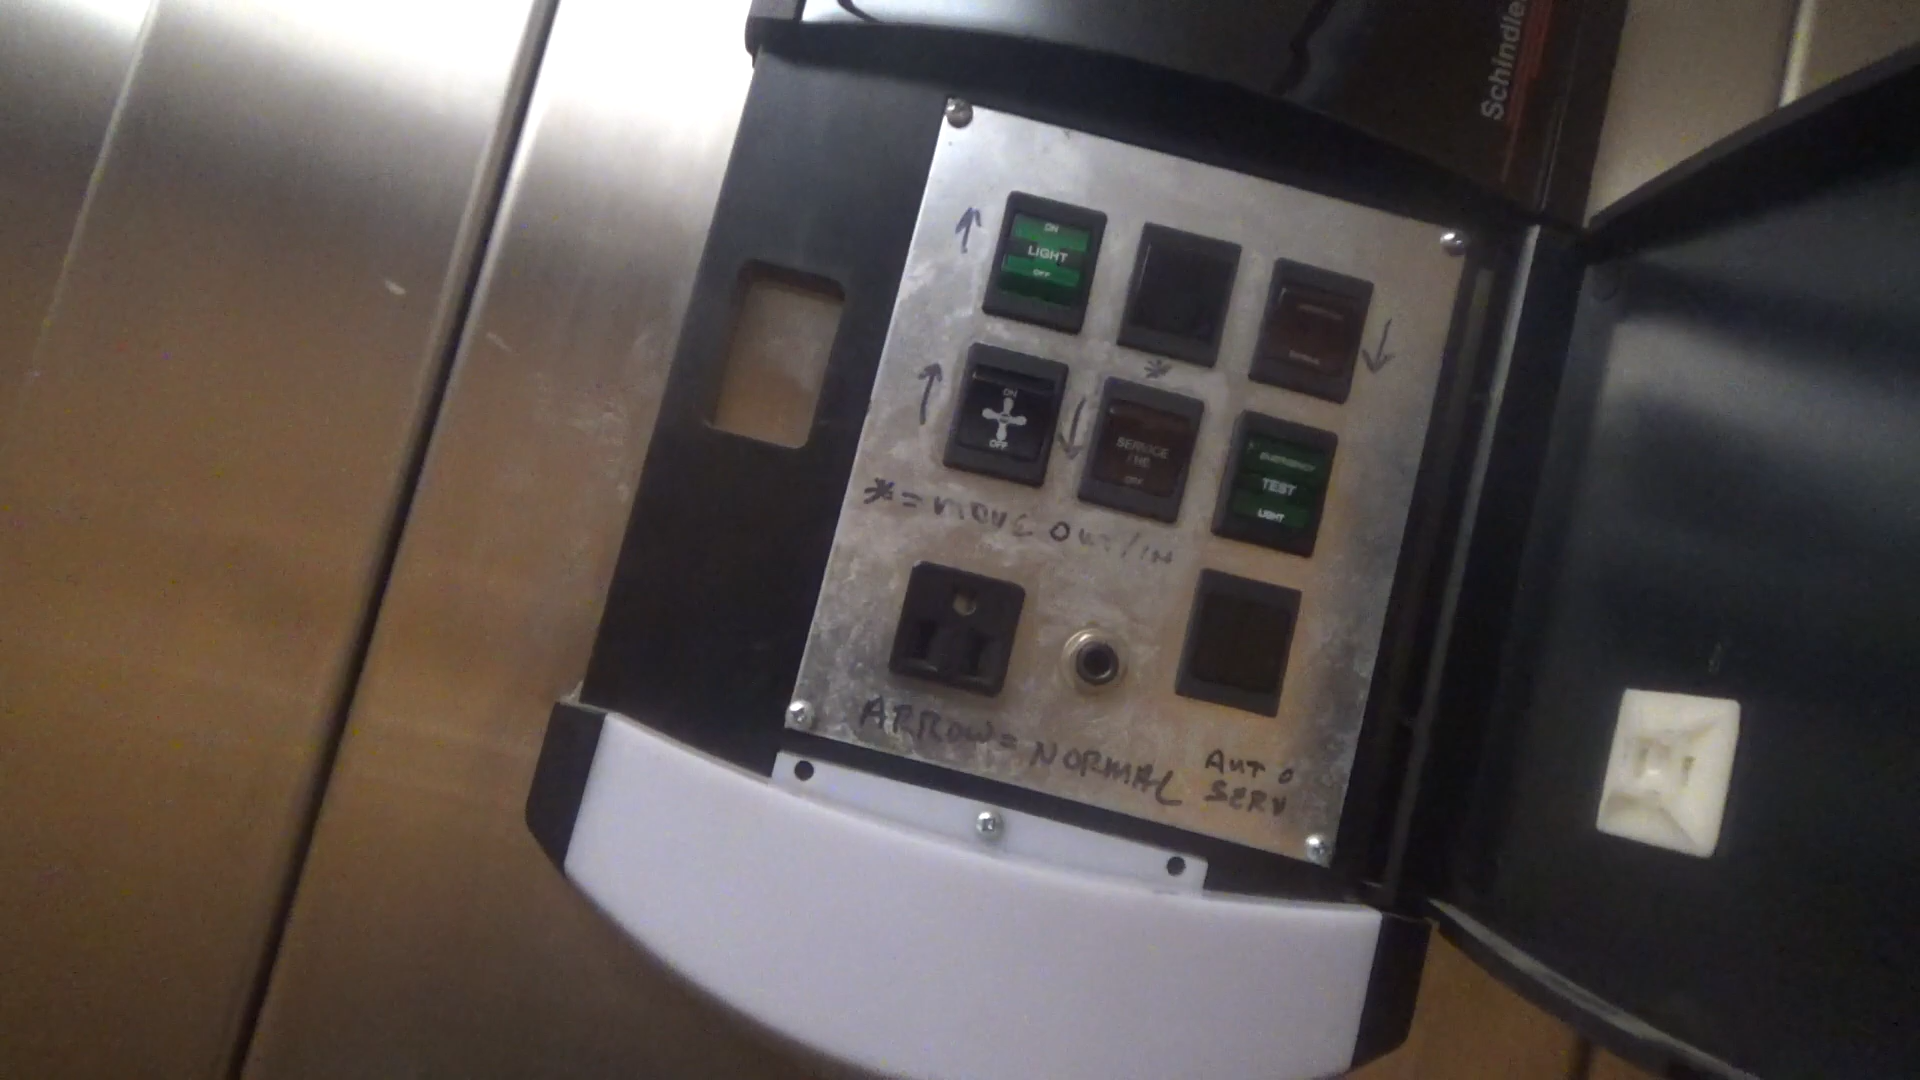 Schindler
ON
LIGHT
OFF
ON
OFF
SERVICE
OFF
EMERGENCY
TEST
LIGHT
* = MOVE OUT/IN
ARROW = NORMAL
AUTO
SERV